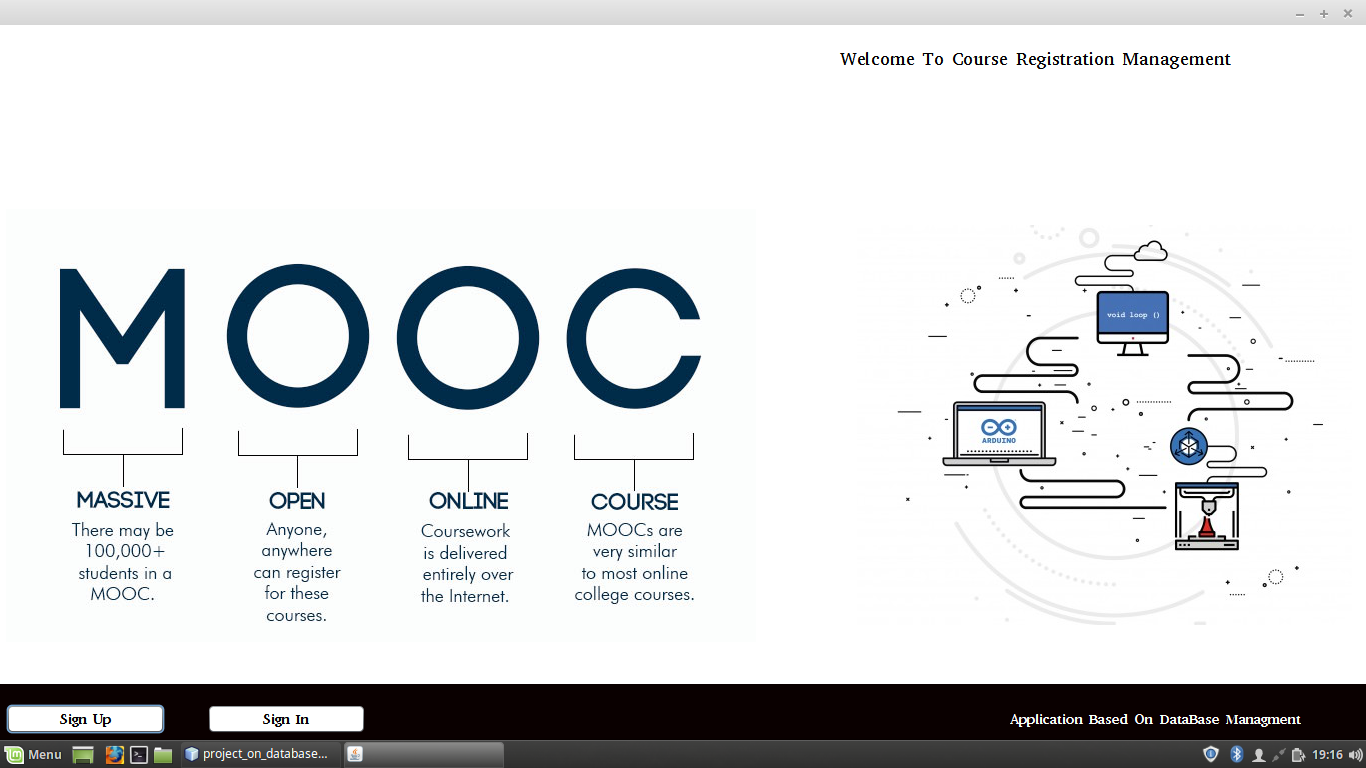 Welcome To Course Registration Management
MOOC
MASSIVE
There may be
100,000+
students in a
MOOC.
OPEN
Anyone,
anywhere
can register
for these
courses.
ONLINE
Coursework
is delivered
entirely over
the Internet.
COURSE
MOOCs are
very similar
to most online
college courses.
void loop ()
ARDUINO
Sign Up
Sign In
Application Based On DataBase Managment
Menu
project_on_database...
19:16